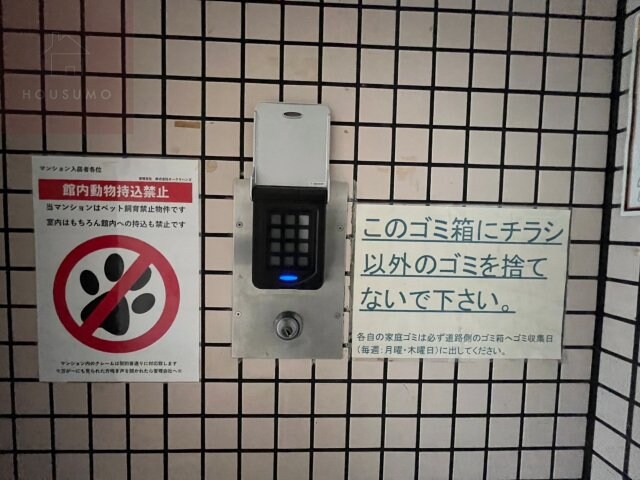 HOUSUMO
マンション入居者各位
館内動物持込禁止
当マンションはペット飼育禁止物件です
室内はもちろん館内への持込も禁止です
このゴミ箱にチラシ
以外のゴミを捨て
ないで下さい。
各自の家庭ゴミは必ず道路側のゴミ箱へゴミ収集日
(毎週:月曜・木曜日)に出してください。